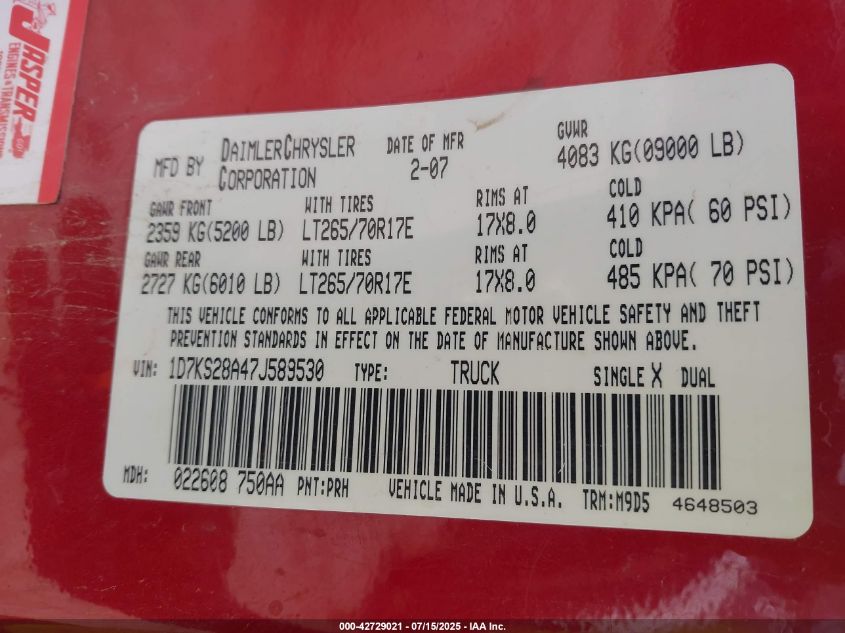 JASPER
ENGINES & TRANSMISSIONS
MFD BY DAIMLERCHRYSLER CORPORATION DATE OF MFR 2-07 GVWR 4083 KG(09000 LB)
GAWR FRONT WITH TIRES RIMS AT COLD
2359 KG(5200 LB) LT265/70R17E 17X8.0 410 KPA( 60 PSI)
GAWR REAR WITH TIRES RIMS AT COLD
2727 KG(6010 LB) LT265/70R17E 17X8.0 485 KPA( 70 PSI)
THIS VEHICLE CONFORMS TO ALL APPLICABLE FEDERAL MOTOR VEHICLE SAFETY AND THEFT
PREVENTION STANDARDS IN EFFECT ON THE DATE OF MANUFACTURE SHOWN ABOVE.
VIN: 1D7KS28A47J589530 TYPE: TRUCK SINGLE X DUAL
MDH: 022608 750AA PNT:PRH VEHICLE MADE IN U.S.A. TRM:M9D5 4648503
000-42729021 - 07/15/2025 - IAA Inc.